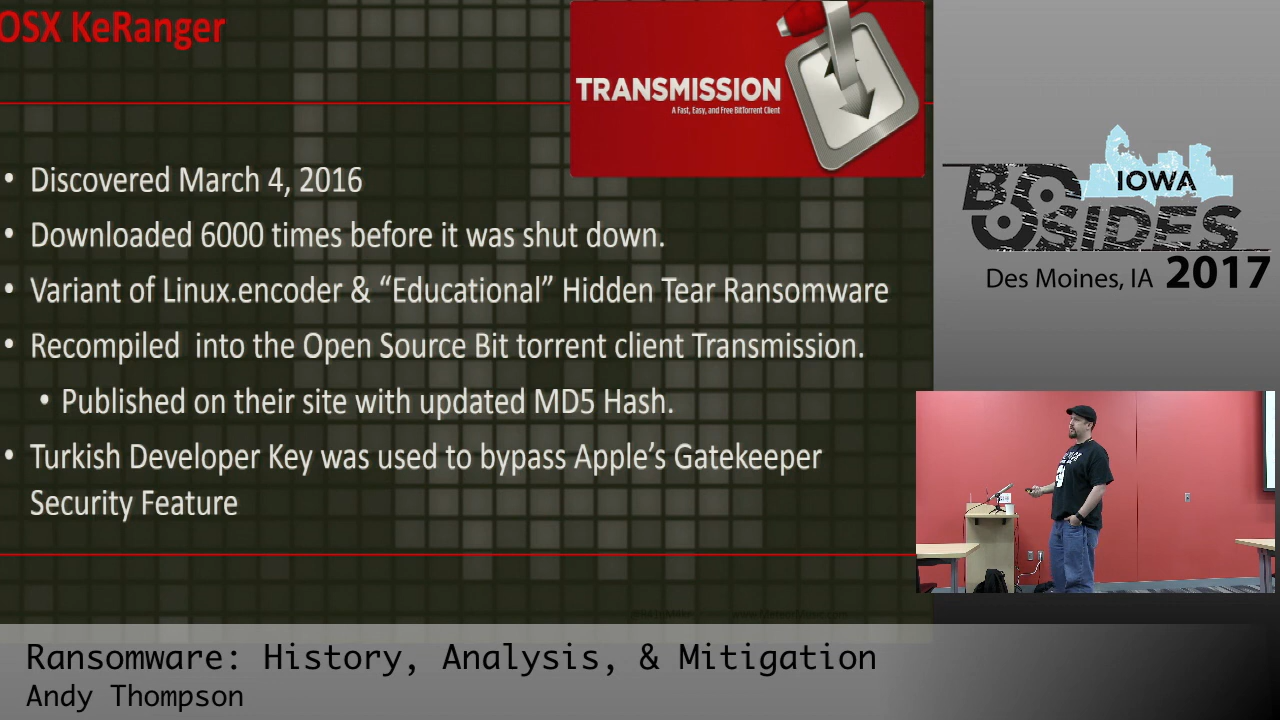 OSX KeRanger
TRANSMISSION
A Fast, Easy, and Free BitTorrent Client
• Discovered March 4, 2016
• Downloaded 6000 times before it was shut down.
• Variant of Linux.encoder & “Educational” Hidden Tear Ransomware
• Recompiled  into the Open Source Bit torrent client Transmission.
• Published on their site with updated MD5 Hash.
• Turkish Developer Key was used to bypass Apple’s Gatekeeper
Security Feature
IOWA
BSIDES
Des Moines, IA 2017
Ransomware: History, Analysis, & Mitigation
Andy Thompson